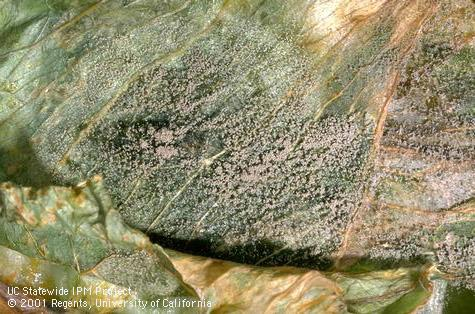 UC Statewide IPM Project
© 2001 Regents, University of California